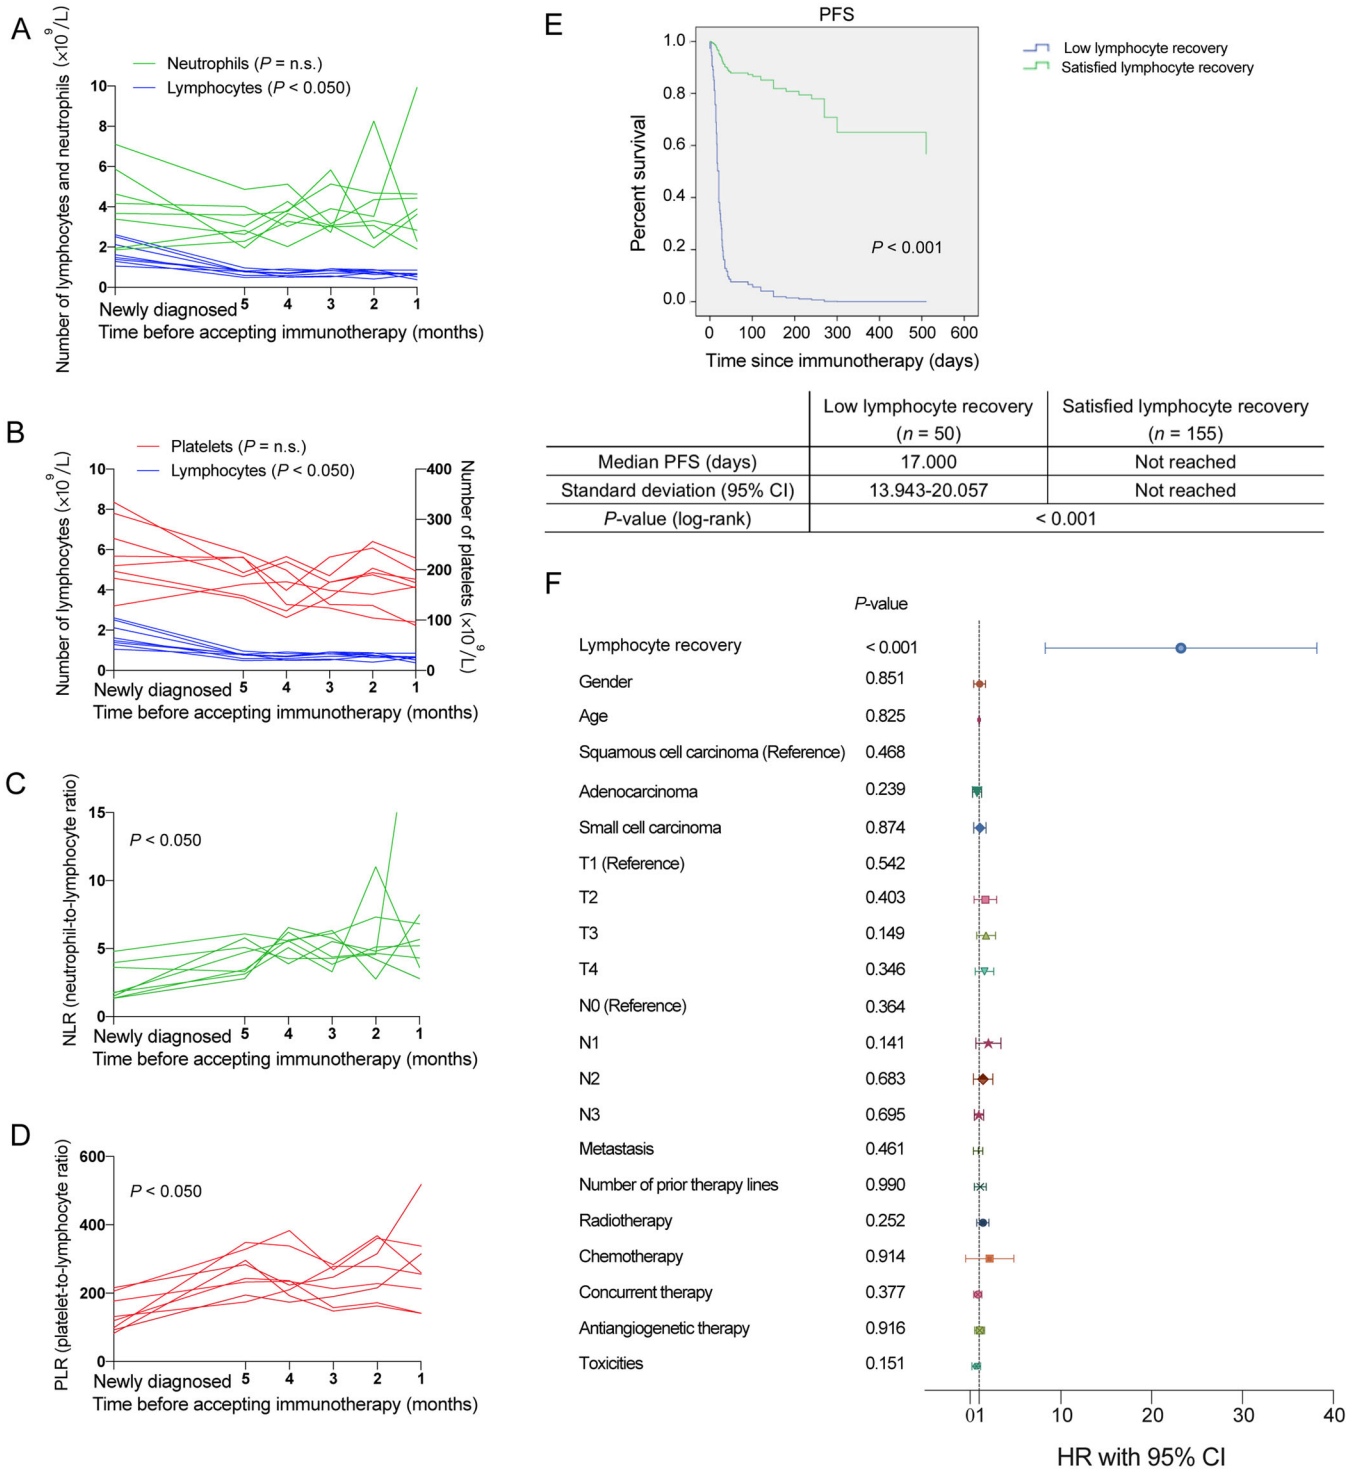 A
Number of lymphocytes and neutrophils (×10⁹/L)
Neutrophils (P = n.s.)
Lymphocytes (P < 0.050)
10
8
6
4
2
0
Newly diagnosed 5 4 3 2 1
Time before accepting immunotherapy (months)
B
Number of lymphocytes (×10⁹/L)
Platelets (P = n.s.)
Lymphocytes (P < 0.050)
10
8
6
4
2
0
400
300
200
100
0
Number of platelets (×10⁹/L)
Newly diagnosed 5 4 3 2 1
Time before accepting immunotherapy (months)
C
NLR (neutrophil-to-lymphocyte ratio)
P < 0.050
15
10
5
0
Newly diagnosed 5 4 3 2 1
Time before accepting immunotherapy (months)
D
PLR (platelet-to-lymphocyte ratio)
P < 0.050
600
400
200
0
Newly diagnosed 5 4 3 2 1
Time before accepting immunotherapy (months)
E
PFS
Percent survival
1.0
0.8
0.6
0.4
0.2
0.0
P < 0.001
0 100 200 300 400 500 600
Time since immunotherapy (days)
Low lymphocyte recovery
Satisfied lymphocyte recovery
Low lymphocyte recovery Satisfied lymphocyte recovery
(n = 50) (n = 155)
Median PFS (days) 17.000 Not reached
Standard deviation (95% CI) 13.943-20.057 Not reached
P-value (log-rank) < 0.001
F
P-value
Lymphocyte recovery < 0.001
Gender 0.851
Age 0.825
Squamous cell carcinoma (Reference) 0.468
Adenocarcinoma 0.239
Small cell carcinoma 0.874
T1 (Reference) 0.542
T2 0.403
T3 0.149
T4 0.346
N0 (Reference) 0.364
N1 0.141
N2 0.683
N3 0.695
Metastasis 0.461
Number of prior therapy lines 0.990
Radiotherapy 0.252
Chemotherapy 0.914
Concurrent therapy 0.377
Antiangiogenetic therapy 0.916
Toxicities 0.151
0 1 10 20 30 40
HR with 95% CI